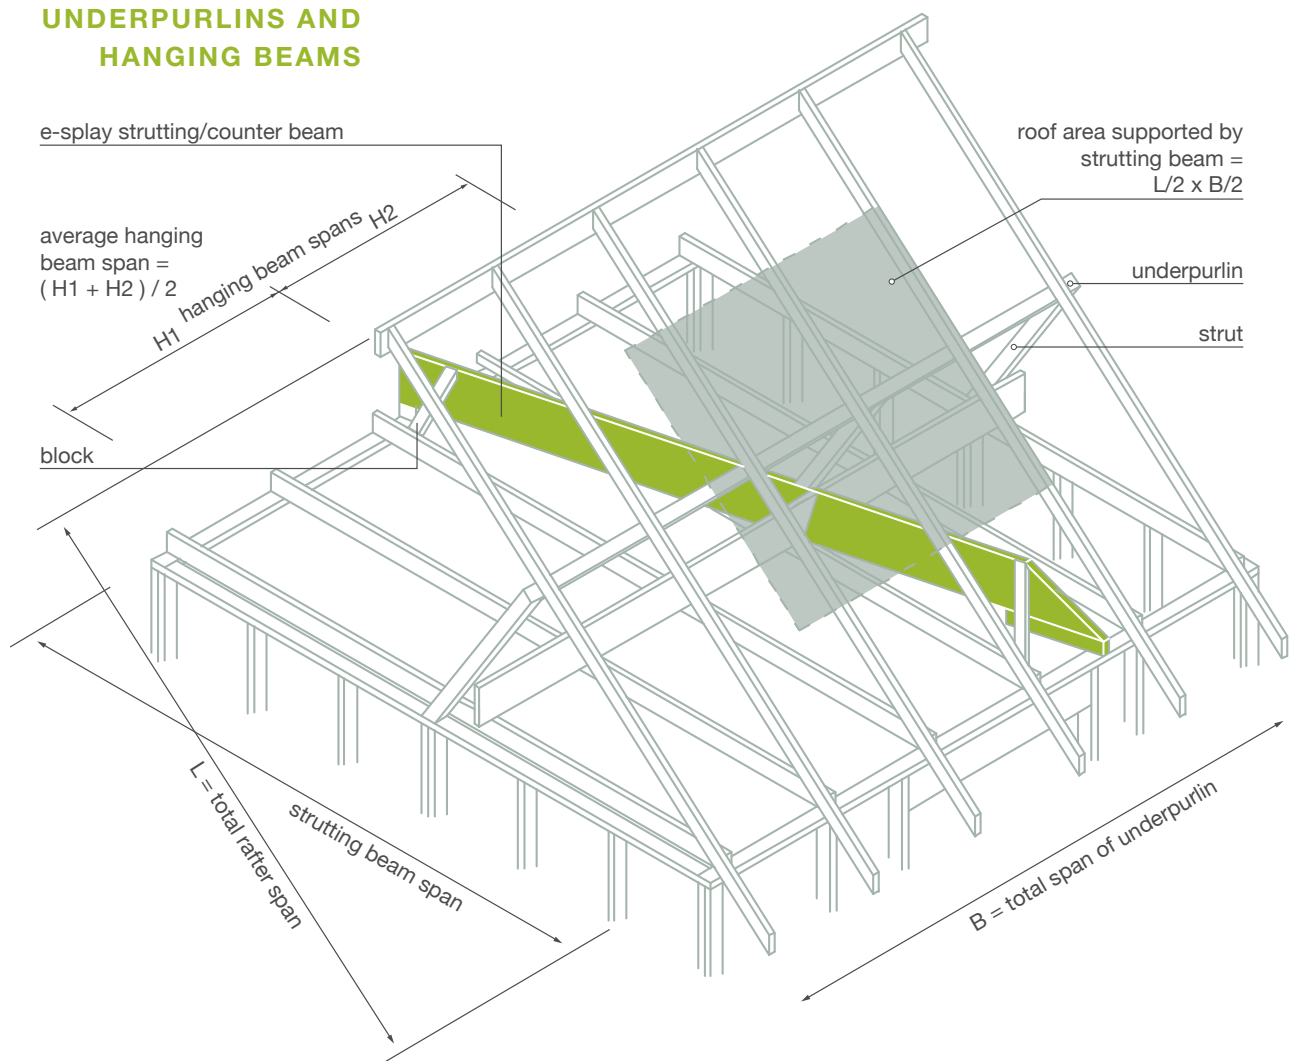 UNDERPURLINS AND
HANGING BEAMS
e-splay strutting/counter beam
roof area supported by
strutting beam =
L/2 x B/2
average hanging
beam span =
( H1 + H2 ) / 2
H1
hanging beam spans
H2
underpurlin
strut
block
L = total rafter span
strutting beam span
B = total span of underpurlin